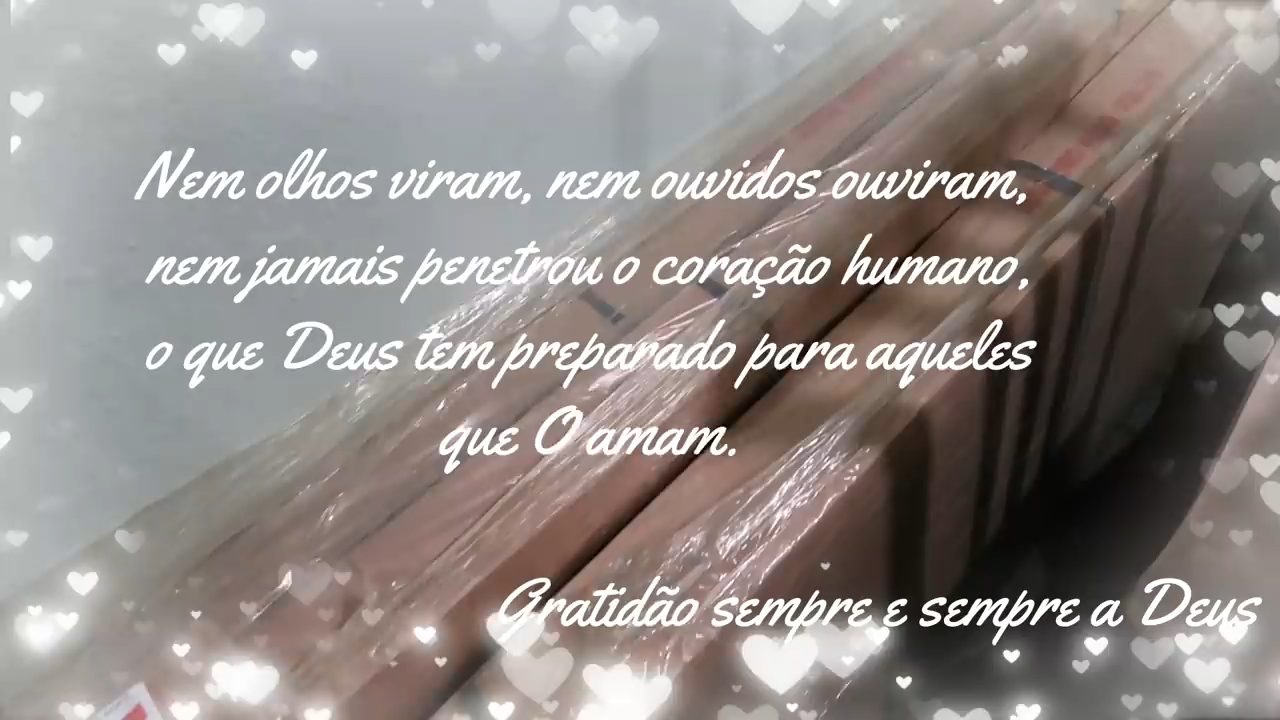 Nem olhos viram, nem ouvidos ouviram,
nem jamais penetrou o coração humano,
o que Deus tem preparado para aqueles
que O amam.
Gratidão sempre e sempre a Deus